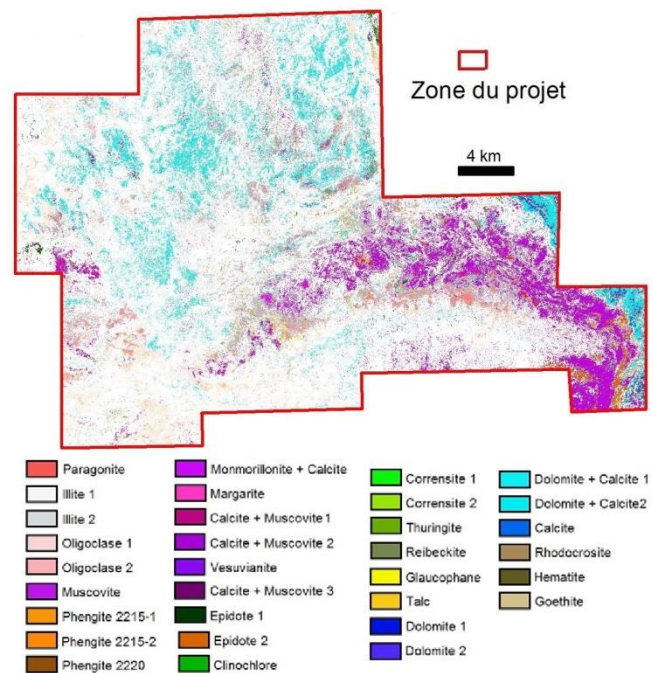 Zone du projet
4 km
Paragonite
Illite 1
Illite 2
Oligoclase 1
Oligoclase 2
Muscovite
Phengite 2215-1
Phengite 2215-2
Phengite 2220
Monmorillonite + Calcite
Margarite
Calcite + Muscovite1
Calcite + Muscovite 2
Vesuvianite
Calcite + Muscovite 3
Epidote 1
Epidote 2
Clinochlore
Corrensite 1
Corrensite 2
Thuringite
Reibeckite
Glaucophane
Talc
Dolomite 1
Dolomite 2
Dolomite + Calcite 1
Dolomite + Calcite2
Calcite
Rhodocrosite
Hematite
Goethite